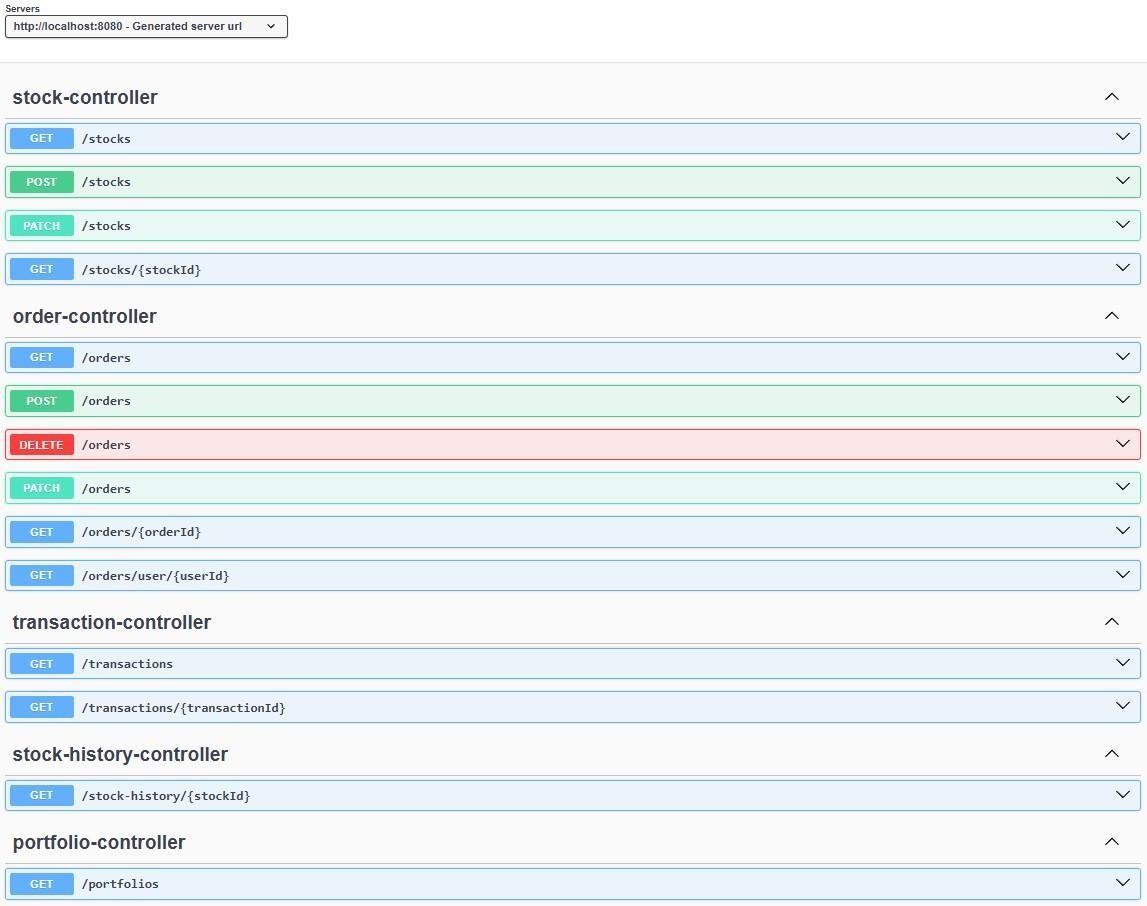 Servers
http://localhost:8080 - Generated server url
stock-controller
GET /stocks
POST /stocks
PATCH /stocks
GET /stocks/{stockId}
order-controller
GET /orders
POST /orders
DELETE /orders
PATCH /orders
GET /orders/{orderId}
GET /orders/user/{userId}
transaction-controller
GET /transactions
GET /transactions/{transactionId}
stock-history-controller
GET /stock-history/{stockId}
portfolio-controller
GET /portfolios